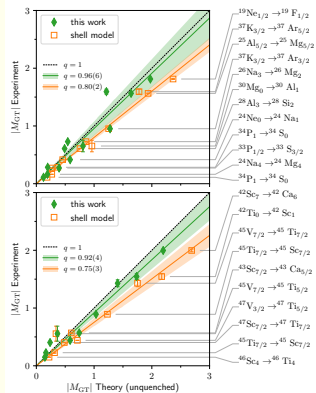 this work
shell model
q = 1
q = 0.96(6)
q = 0.80(2)
|M_GT| Experiment
3
2
1
0
¹⁹Ne₁/₂ → ¹⁹F₁/₂
³⁷K₃/₂ → ³⁷Ar₅/₂
²⁵Al₅/₂ → ²⁵Mg₅/₂
³⁷K₃/₂ → ³⁷Ar₃/₂
²⁶Na₃ → ²⁶Mg₂
³⁰Mg₀ → ³⁰Al₁
²⁸Al₃ → ²⁸Si₂
²⁴Ne₀ → ²⁴Na₁
³⁴P₁ → ³⁴S₀
³³P₁/₂ → ³³S₃/₂
²⁴Na₄ → ²⁴Mg₄
³⁴P₁ → ³⁴S₀
this work
shell model
q = 1
q = 0.92(4)
q = 0.75(3)
|M_GT| Experiment
3
2
1
0
0 1 2 3
|M_GT| Theory (unquenched)
⁴²Sc₇ → ⁴²Ca₆
⁴²Ti₀ → ⁴²Sc₁
⁴⁵V₇/₂ → ⁴⁵Ti₇/₂
⁴⁵Ti₇/₂ → ⁴⁵Sc₇/₂
⁴³Sc₇/₂ → ⁴³Ca₅/₂
⁴⁵V₇/₂ → ⁴⁵Ti₅/₂
⁴⁷V₃/₂ → ⁴⁷Ti₅/₂
⁴⁷Sc₇/₂ → ⁴⁷Ti₇/₂
⁴⁵Ti₇/₂ → ⁴⁵Sc₇/₂
⁴⁶Sc₄ → ⁴⁶Ti₄